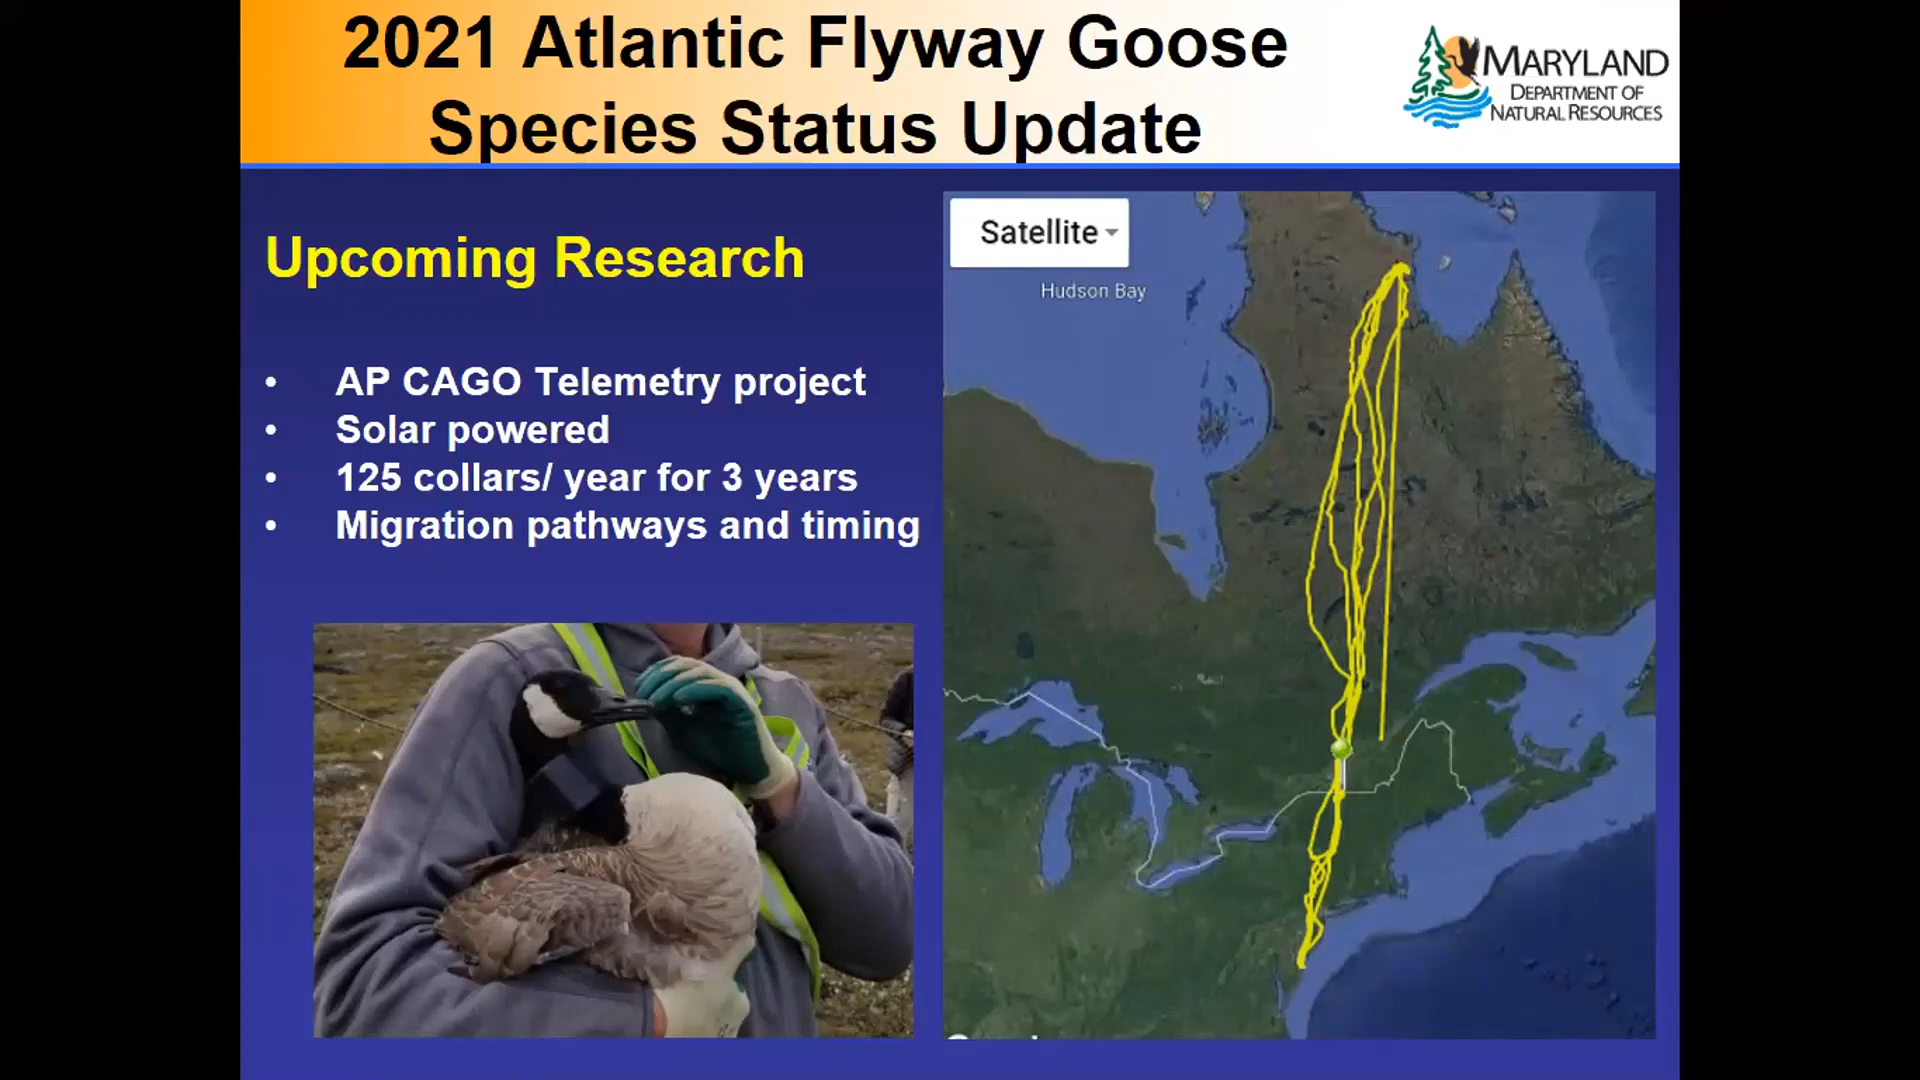 2021 Atlantic Flyway Goose
Species Status Update
MARYLAND
DEPARTMENT OF
NATURAL RESOURCES
Upcoming Research
• AP CAGO Telemetry project
• Solar powered
• 125 collars/ year for 3 years
• Migration pathways and timing
Satellite
Hudson Bay